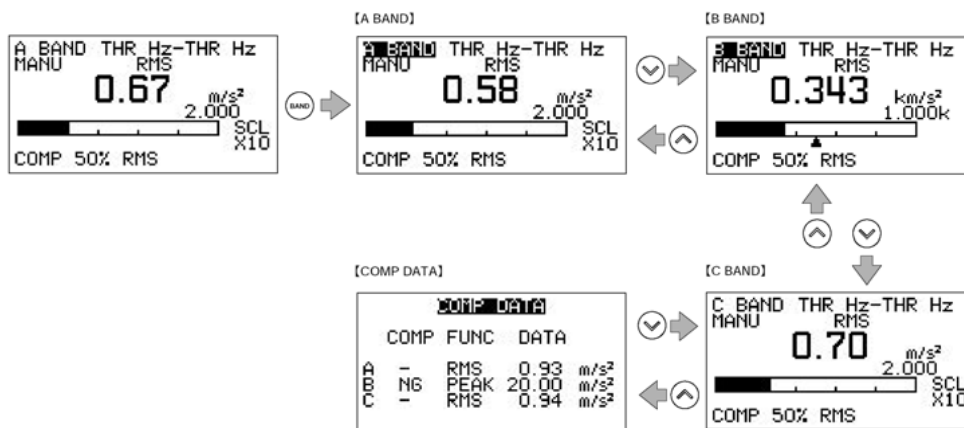 【A BAND】
【B BAND】
A BAND THR Hz-THR Hz
MANU RMS
0.67
m/s²
2.000
SCL
X10
COMP 50% RMS
BAND
A BAND THR Hz-THR Hz
MANU RMS
0.58
m/s²
2.000
SCL
X10
COMP 50% RMS
B BAND THR Hz-THR Hz
MANU RMS
0.343
km/s²
1.000k
COMP 50% RMS
【COMP DATA】
【C BAND】
COMP DATA
COMP FUNC DATA
A - RMS 0.93 m/s²
B NG PEAK 20.00 m/s²
C - RMS 0.94 m/s²
C BAND THR Hz-THR Hz
MANU RMS
0.70
m/s²
2.000
SCL
X10
COMP 50% RMS